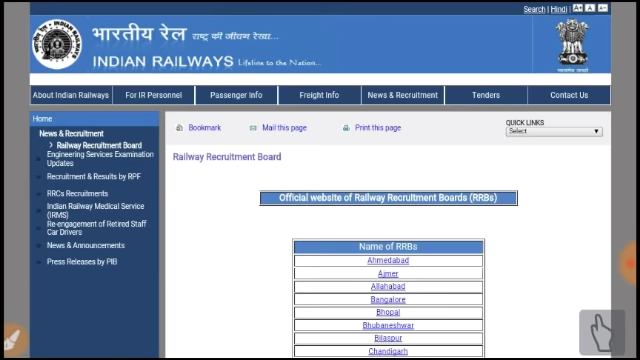 Search | Hindi | A+ A A-
भारतीय रेल राष्ट्र की जीवन रेखा...
INDIAN RAILWAYS Lifeline to the Nation...
About Indian Railways
For IR Personnel
Passenger Info
Freight Info
News & Recruitment
Tenders
Contact Us
Home
News & Recruitment
Railway Recruitment Board
Engineering Services Examination
Updates
Recruitment & Results by RPF
RRCs Recruitments
Indian Railway Medical Service
(IRMS)
Re-engagement of Retired Staff
Car Drivers
News & Announcements
Press Releases by PIB
Bookmark
Mail this page
Print this page
QUICK LINKS
Select
Railway Recruitment Board
Official website of Railway Recruitment Boards (RRBs)
Name of RRBs
Ahmedabad
Ajmer
Allahabad
Bangalore
Bhopal
Bhubaneshwar
Bilaspur
Chandigarh